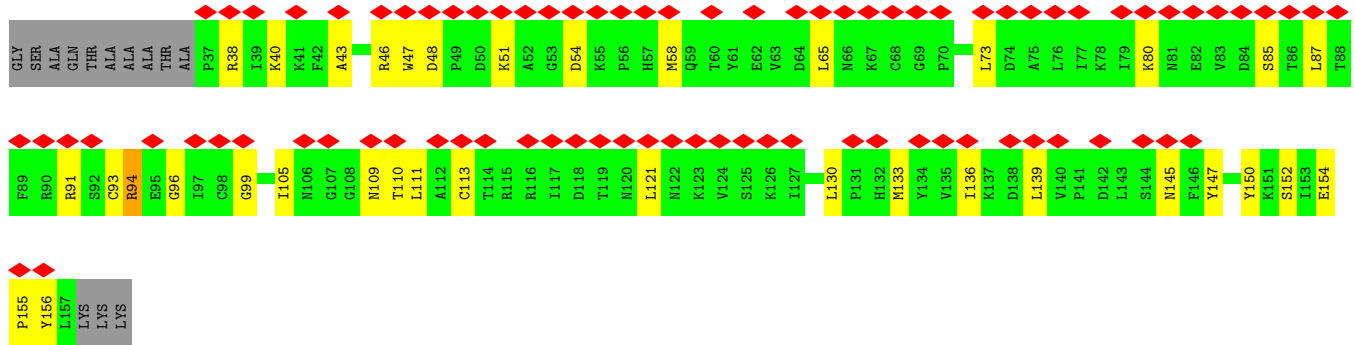 GLY SER ALA GLN THR ALA ALA ALA THR ALA P37 R38 I39 K40 K41 F42 A43 R46 W47 D48 P49 D50 K51 A52 G53 D54 K55 P56 H57 M58 Q59 T60 Y61 E62 V63 D64 L65 N66 K67 C68 G69 P70 L73 D74 A75 L76 I77 K78 I79 K80 N81 E82 V83 D84 S85 T86 L87 T88
F89 R90 R91 S92 C93 R94 E95 G96 I97 C98 G99 I105 N106 G107 G108 N109 T110 L111 A112 C113 T114 R115 R116 I117 D118 T119 N120 L121 N122 K123 V124 S125 K126 I127 L130 P131 H132 M133 Y134 V135 I136 K137 D138 L139 V140 P141 D142 L143 S144 N145 F146 Y147 Y150 K151 S152 I153 E154
P155 Y156 L157 LYS LYS LYS